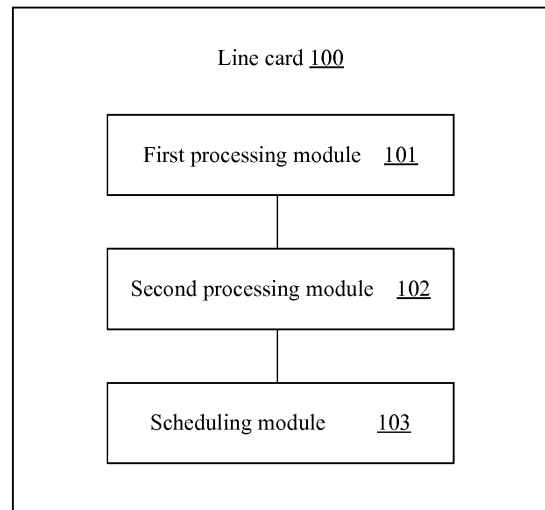 Line card 100
First processing module 101
Second processing module 102
Scheduling module 103